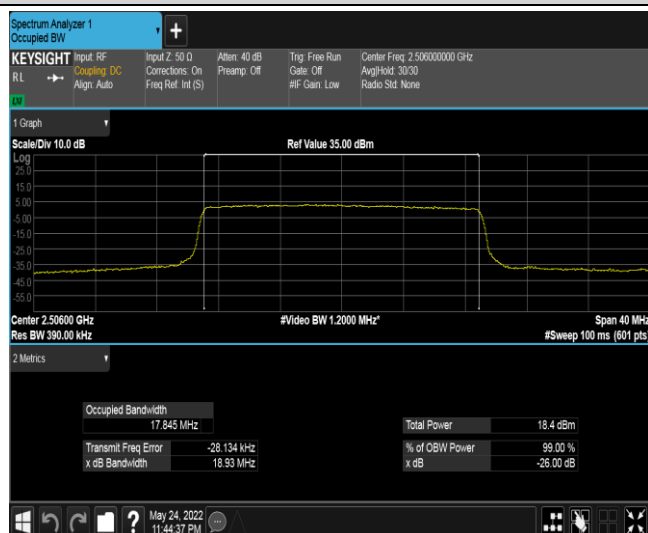 Spectrum Analyzer 1
Occupied BW
+
KEYSIGHT
RL
Input: RF
Coupling: DC
Align: Auto
Input Z: 50 Ω
Corrections: On
Freq Ref: Int (S)
Atten: 40 dB
Preamp: Off
Trig: Free Run
Gate: Off
#IF Gain: Low
Center Freq: 2.506000000 GHz
Avg|Hold: 30/30
Radio Std: None
LXI
1 Graph
Scale/Div 10.0 dB
Ref Value 35.00 dBm
Log
25.0
15.0
5.00
-5.00
-15.0
-25.0
-35.0
-45.0
-55.0
Center 2.50600 GHz
#Video BW 1.2000 MHz*
Span 40 MHz
Res BW 390.00 kHz
#Sweep 100 ms (601 pts)
2 Metrics
Occupied Bandwidth
17.845 MHz
Total Power 18.4 dBm
Transmit Freq Error -28.134 kHz
% of OBW Power 99.00 %
x dB Bandwidth 18.93 MHz
x dB -26.00 dB
?
May 24, 2022
11:44:37 PM